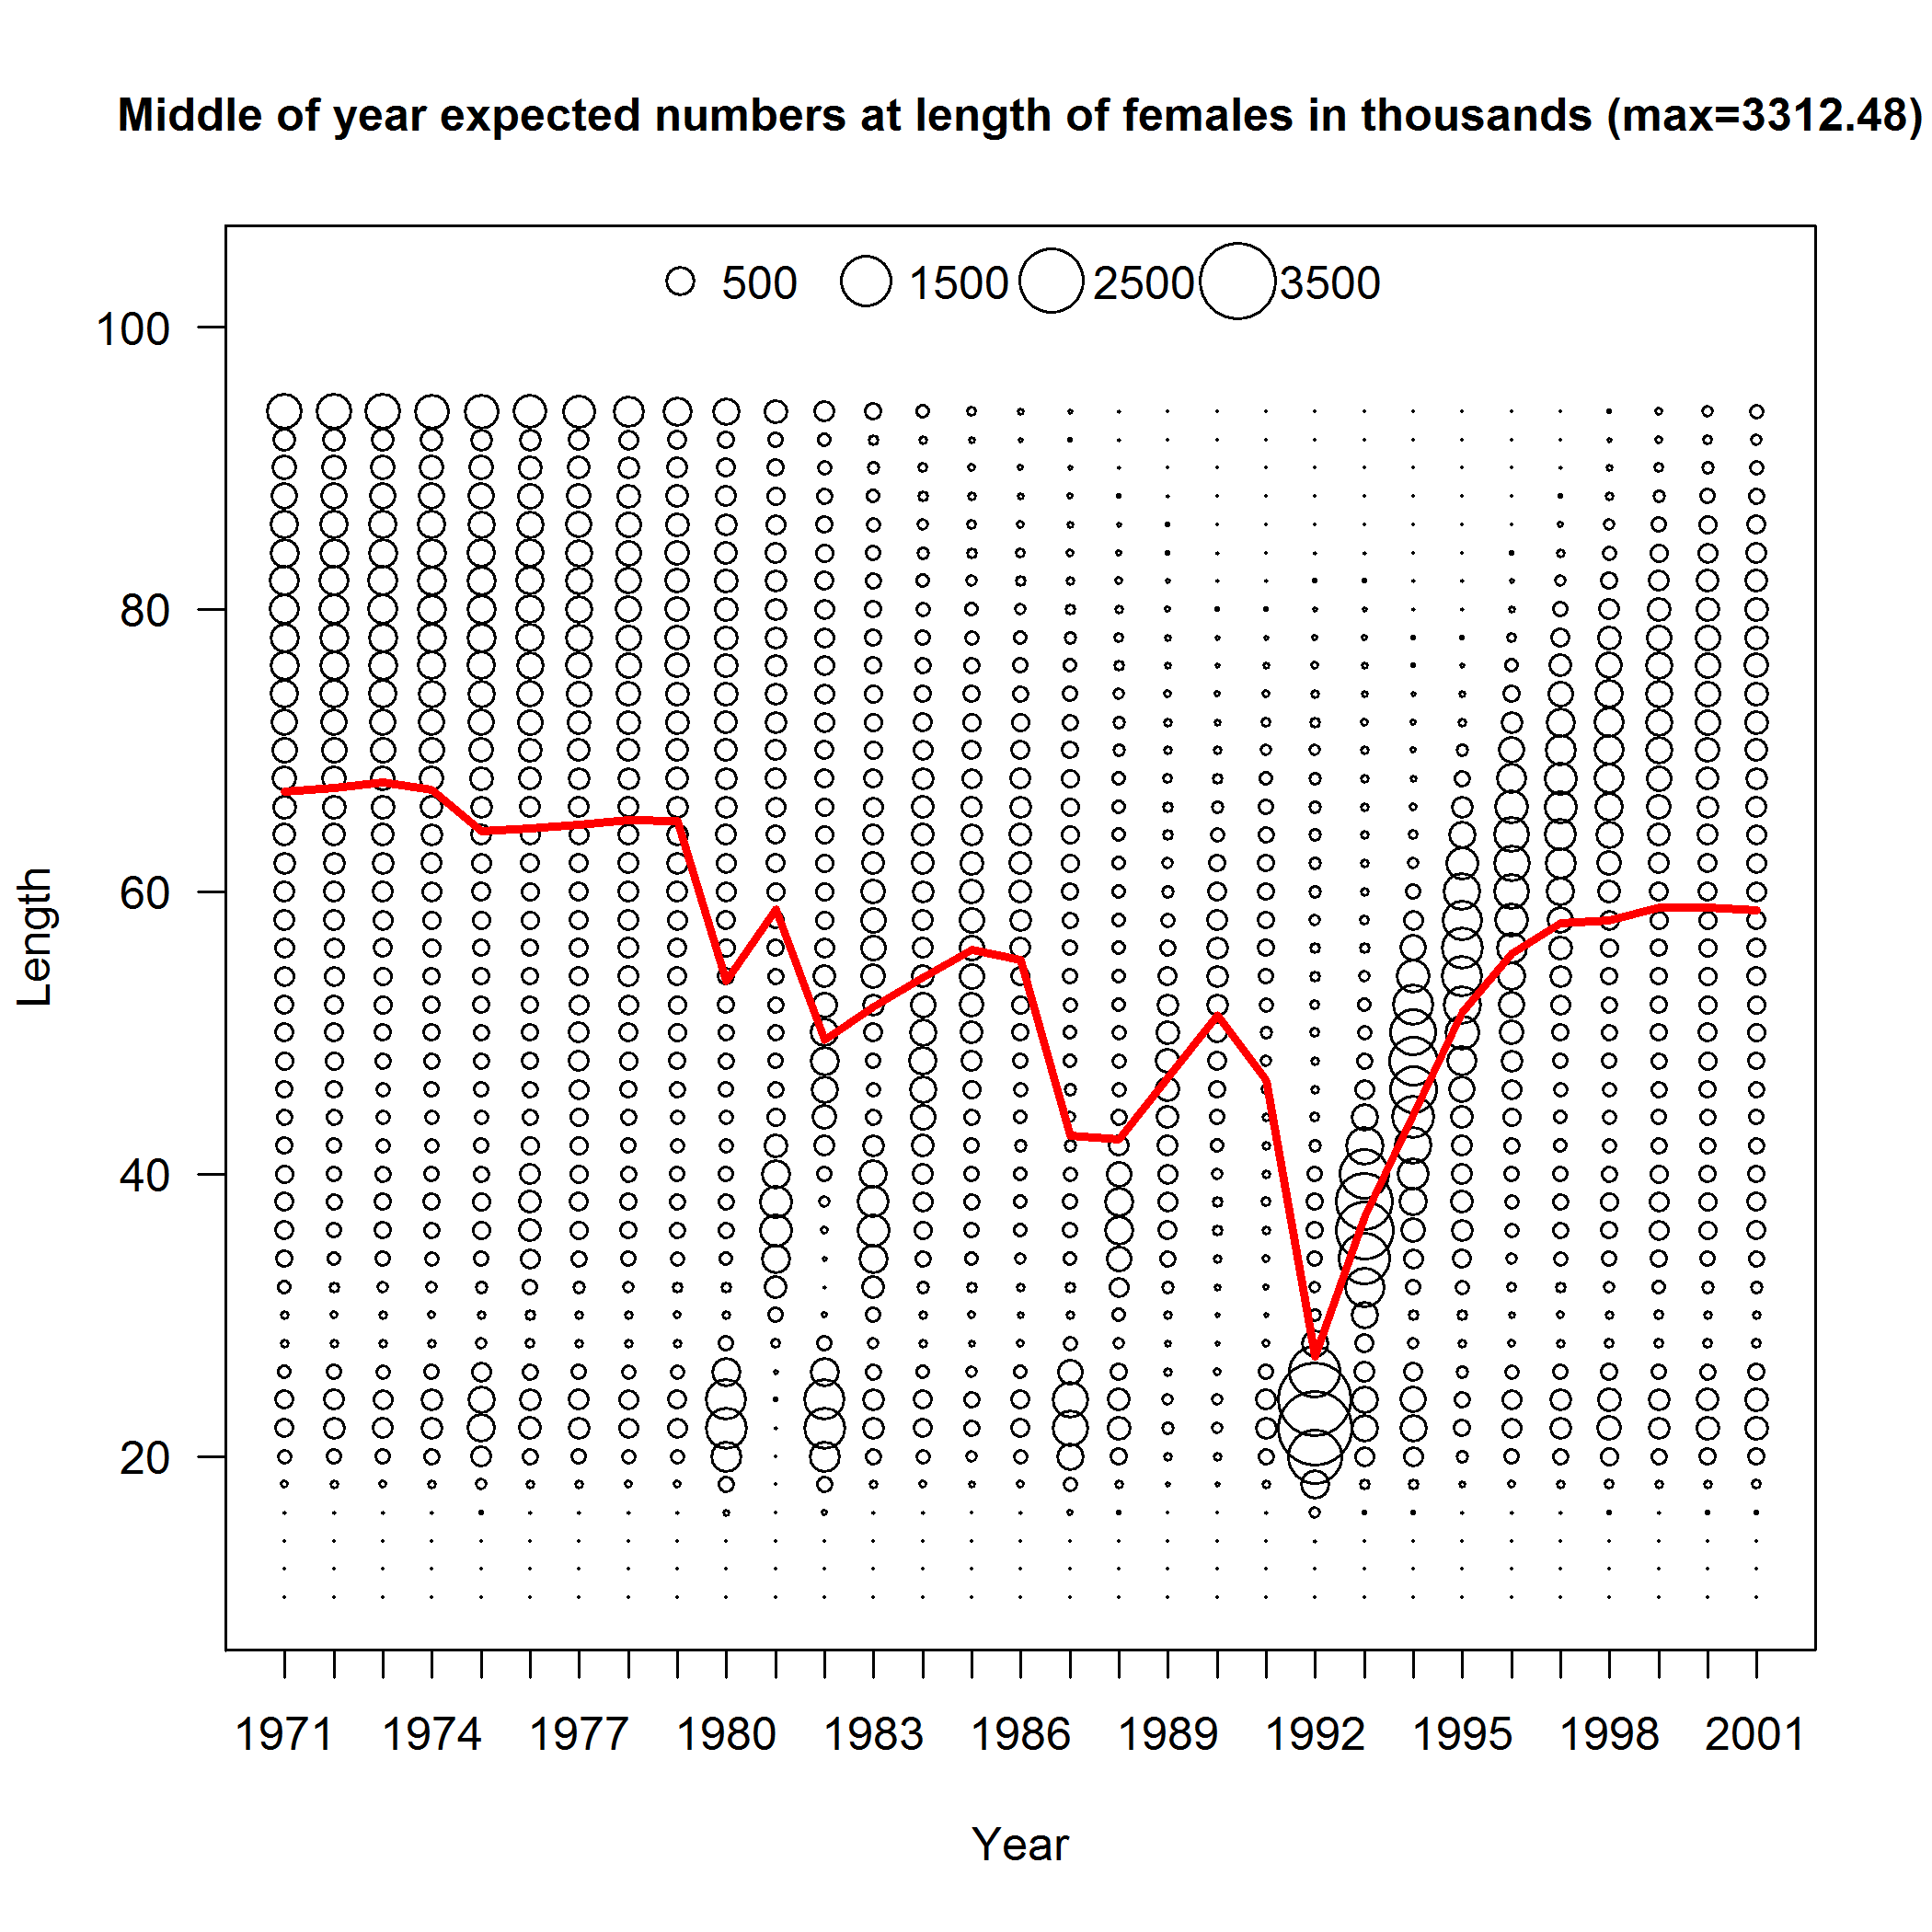 Middle of year expected numbers at length of females in thousands (max=3312.48)
500 1500 2500 3500
100
80
60
40
20
Length
1971 1974 1977 1980 1983 1986 1989 1992 1995 1998 2001
Year